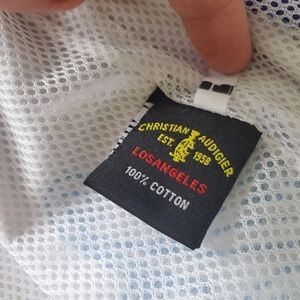 CHRISTIAN AUDIGIER
EST. 1958
LOSANGELES
100% COTTON